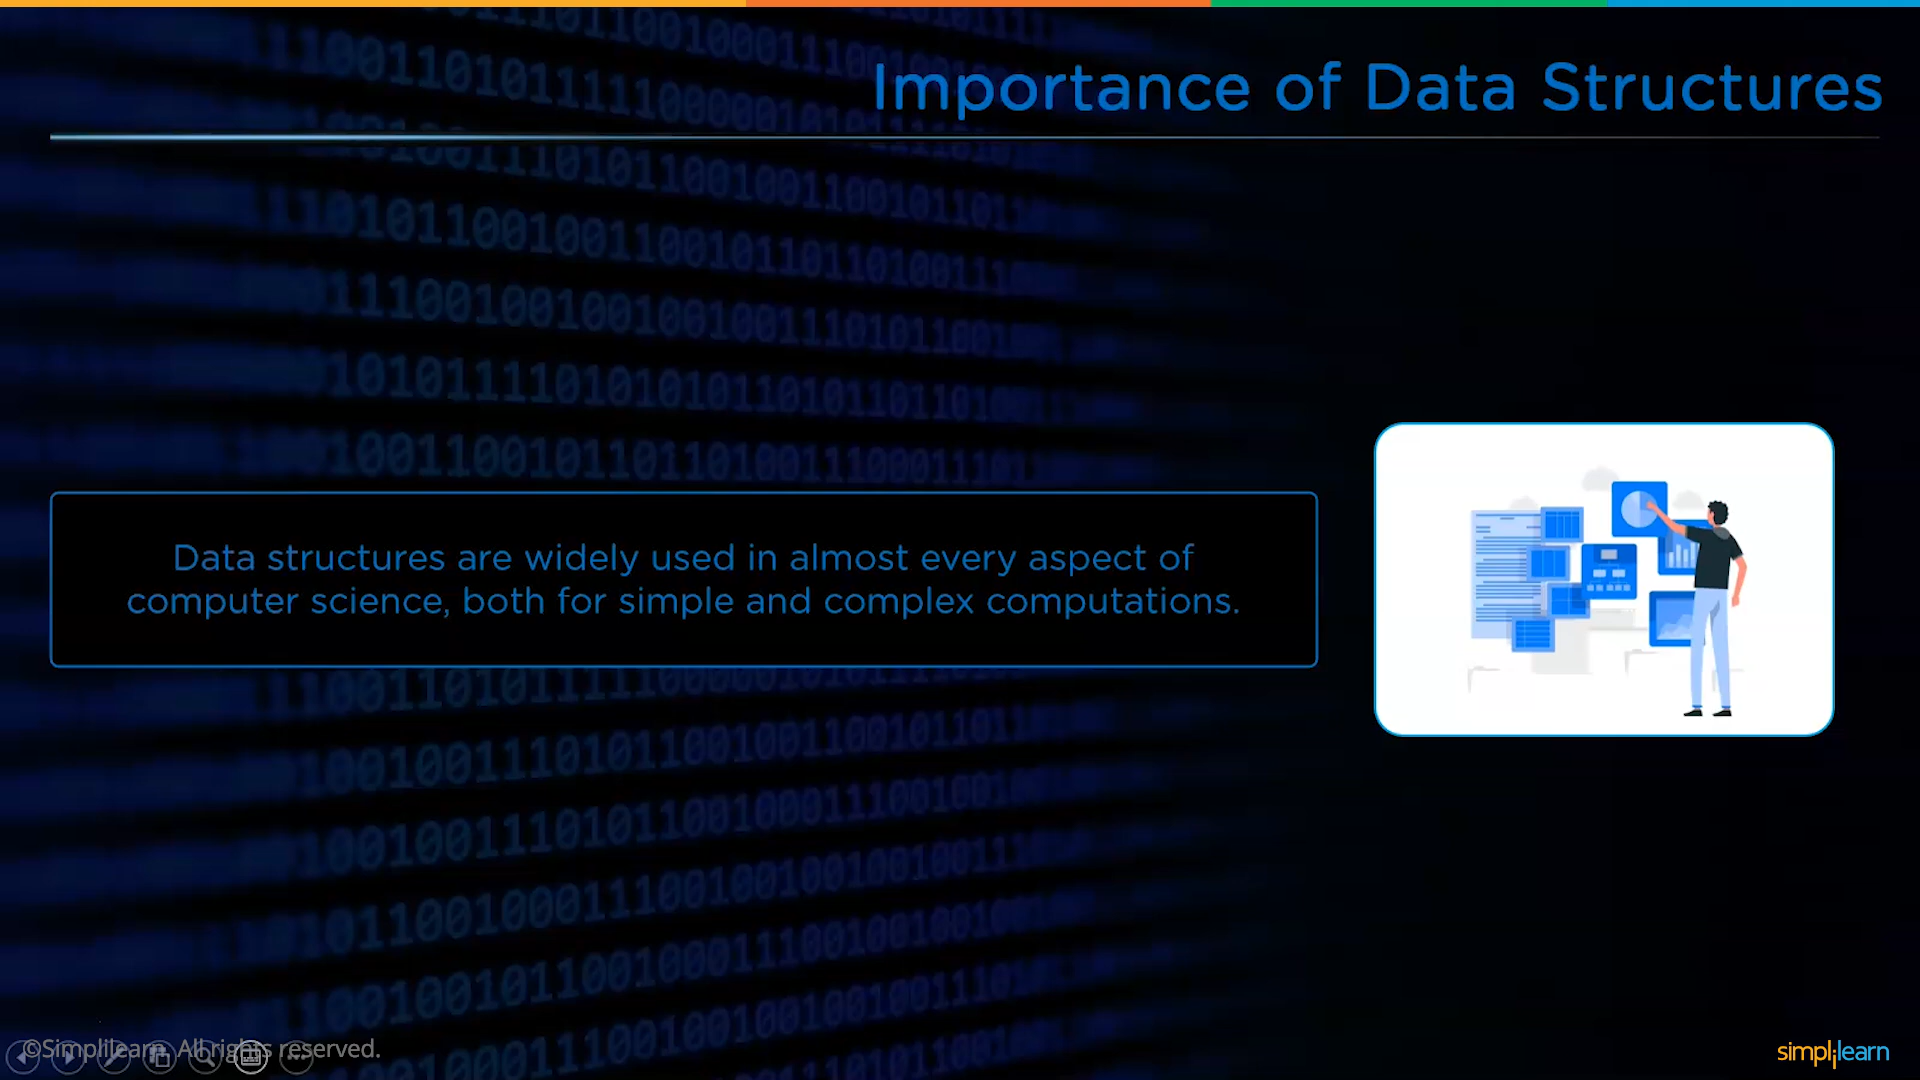 Importance of Data Structures
Data structures are widely used in almost every aspect of
computer science, both for simple and complex computations.
©Simplilearn. All rights reserved.
simplilearn